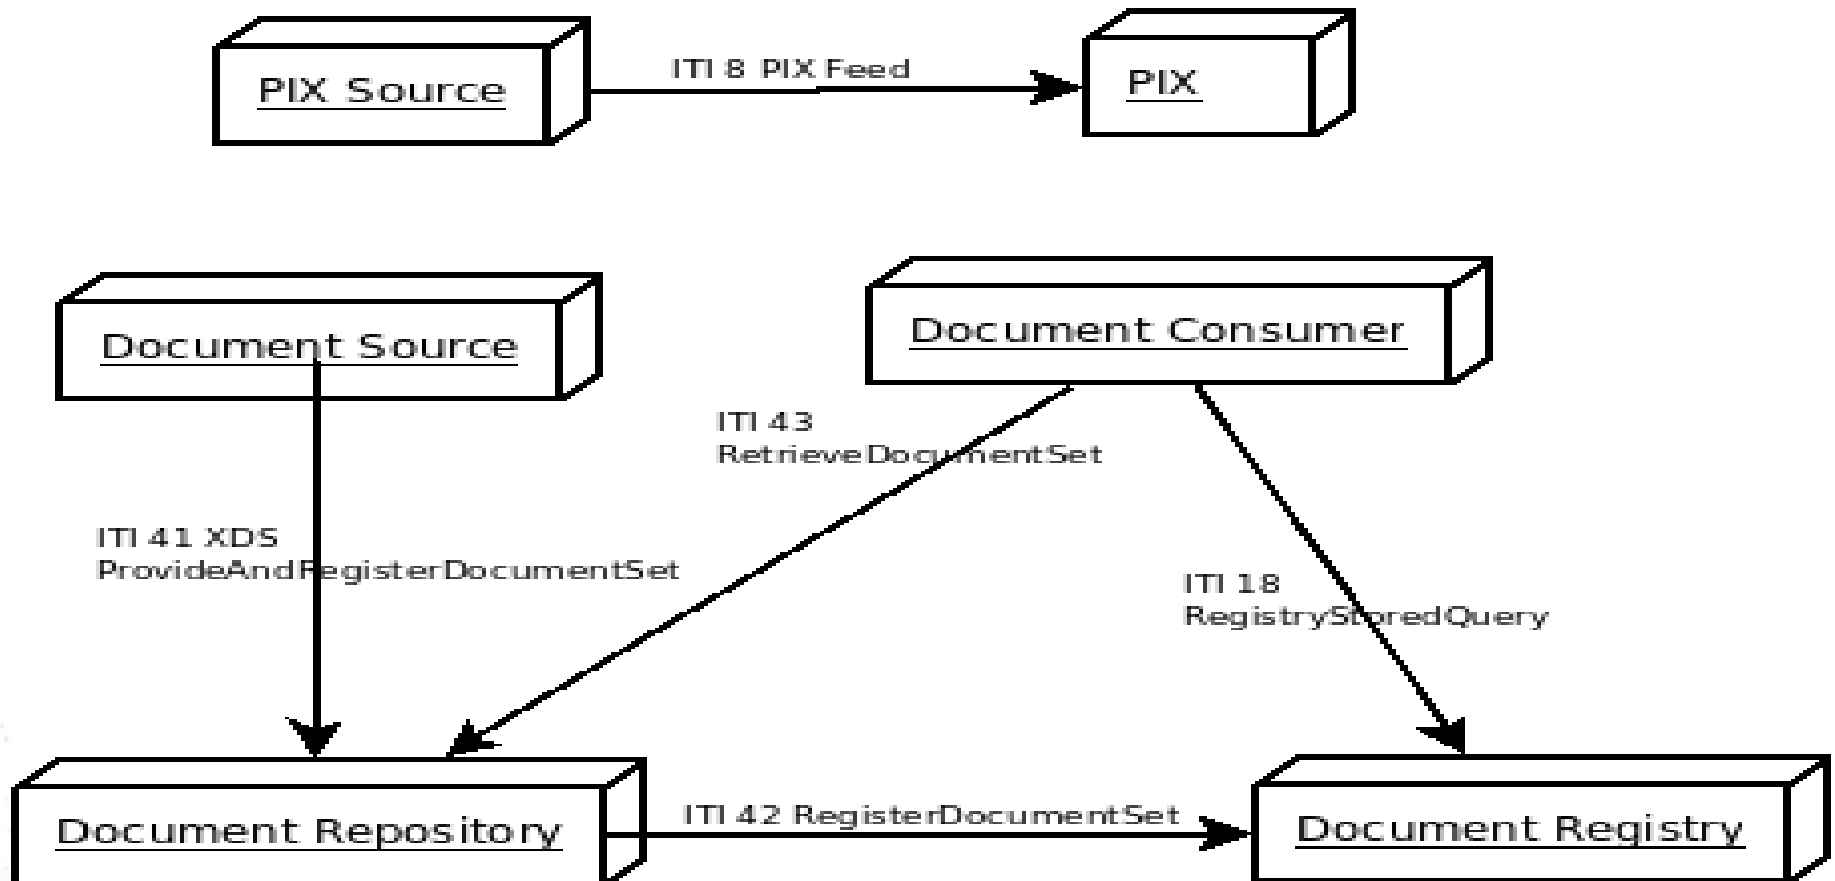 ITI 8 PIX Feed
PIX Source
PIX
Document Source
Document Consumer
ITI 43
RetrieveDocumentSet
ITI 41 XDS
ProvideAndRegisterDocumentSet
ITI 18
RegistryStoredQuery
ITI 42 RegisterDocumentSet
Document Repository
Document Registry